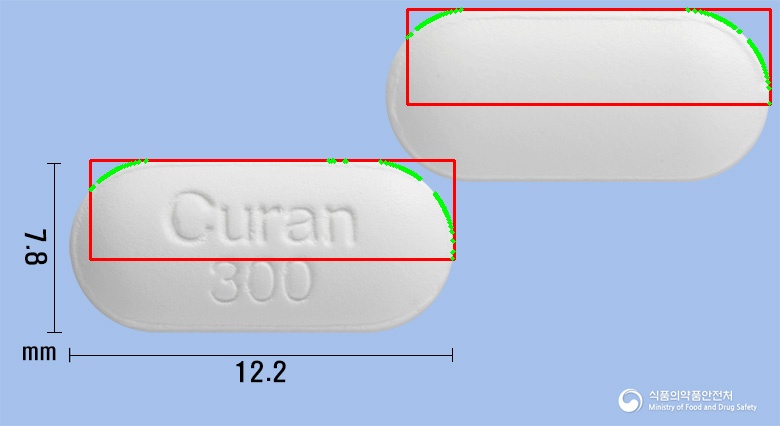 Curan
300
7.8
mm
12.2
식품의약품안전처
Ministry of Food and Drug Safety